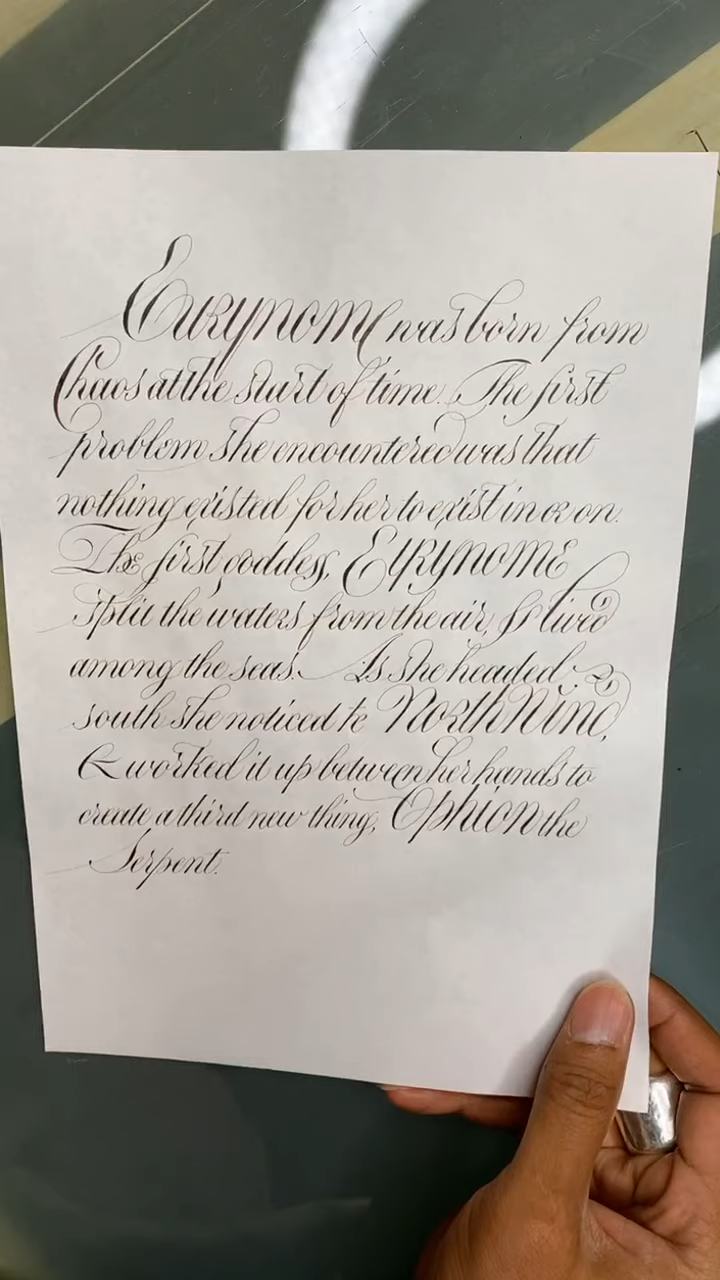 Eurynome was born from
Chaos at the start of time. The first
problem she encountered was that
nothing existed for her to exist in or on.
The first goddess, Eurynome
split the waters from the air, & lived
among the seas. As she headed
south she noticed te North Wind,
& worked it up between her hands to
create a third new thing, Ophion the
Serpent.